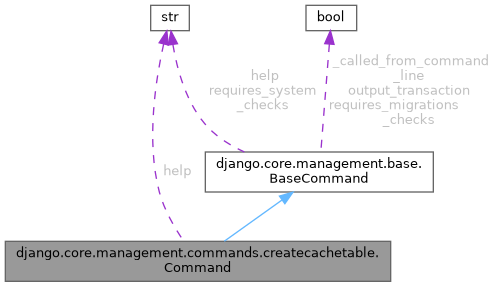 str
bool
help
requires_system
_checks
_called_from_command
_line
output_transaction
requires_migrations
_checks
django.core.management.base.
BaseCommand
help
django.core.management.commands.createcachetable.
Command